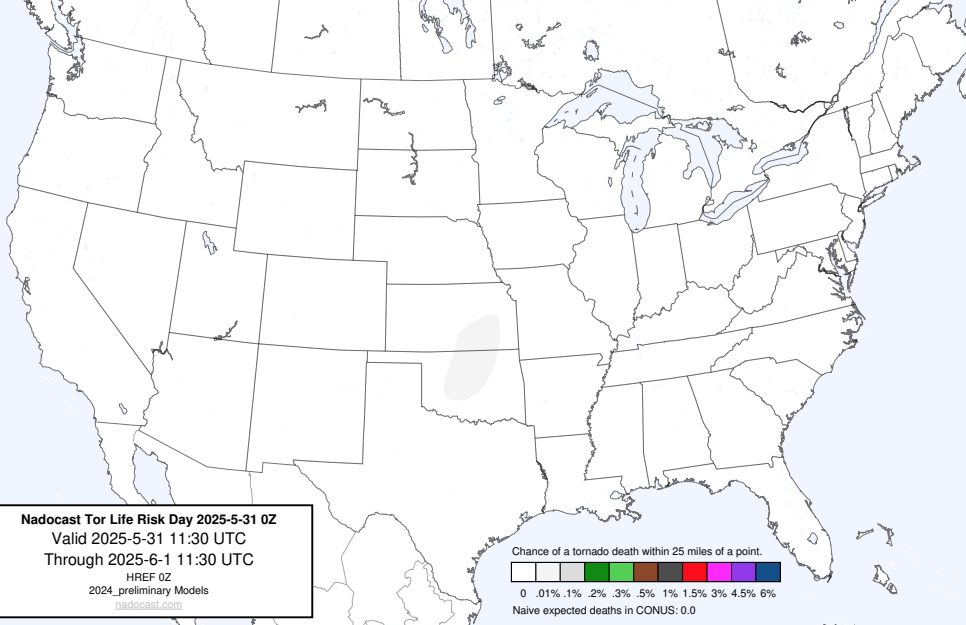 Nadocast Tor Life Risk Day 2025-5-31 0Z
Valid 2025-5-31 11:30 UTC
Through 2025-6-1 11:30 UTC
HREF 0Z
2024_preliminary Models
nadocast.com
Chance of a tornado death within 25 miles of a point.
0 .01% .1% .2% .3% .5% 1% 1.5% 3% 4.5% 6%
Naive expected deaths in CONUS: 0.0